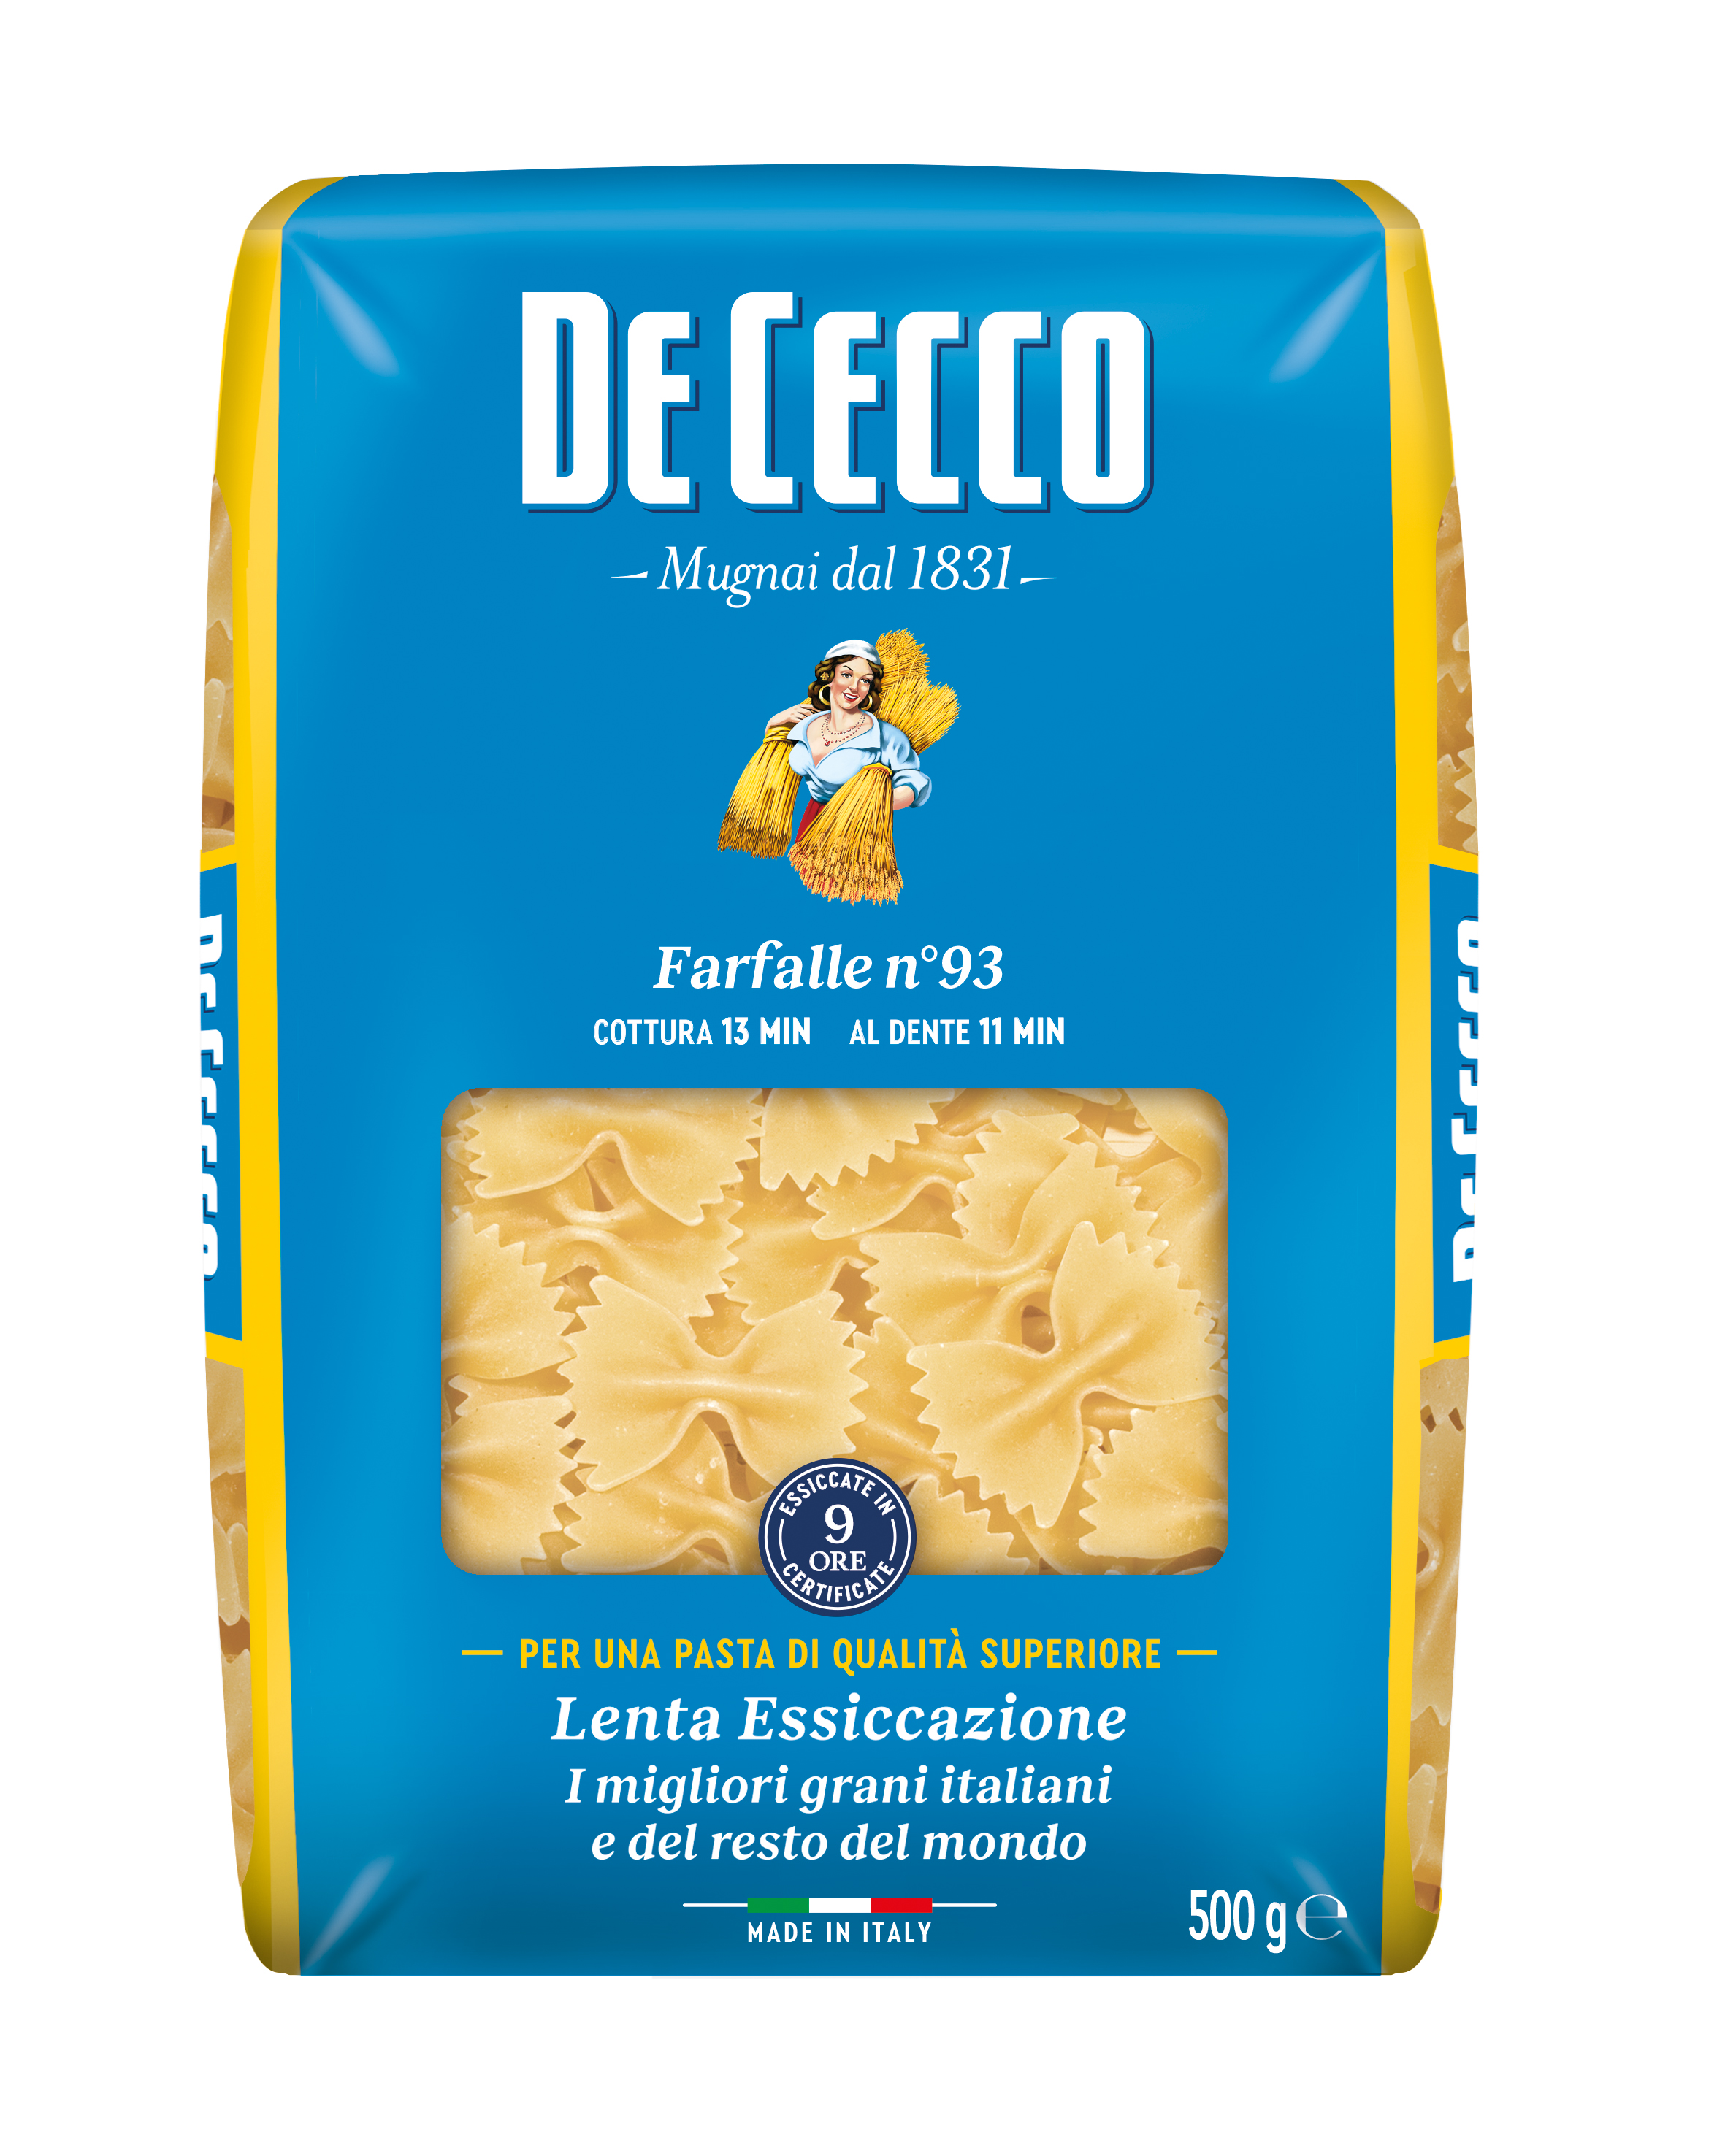 DE CECCO
Mugnai dal 1831
Farfalle n°93
COTTURA 13 MIN AL DENTE 11 MIN
ESSICCATE IN
9
ORE
CERTIFICATE
PER UNA PASTA DI QUALITÀ SUPERIORE
Lenta Essiccazione
I migliori grani italiani
e del resto del mondo
MADE IN ITALY
500 g ℮